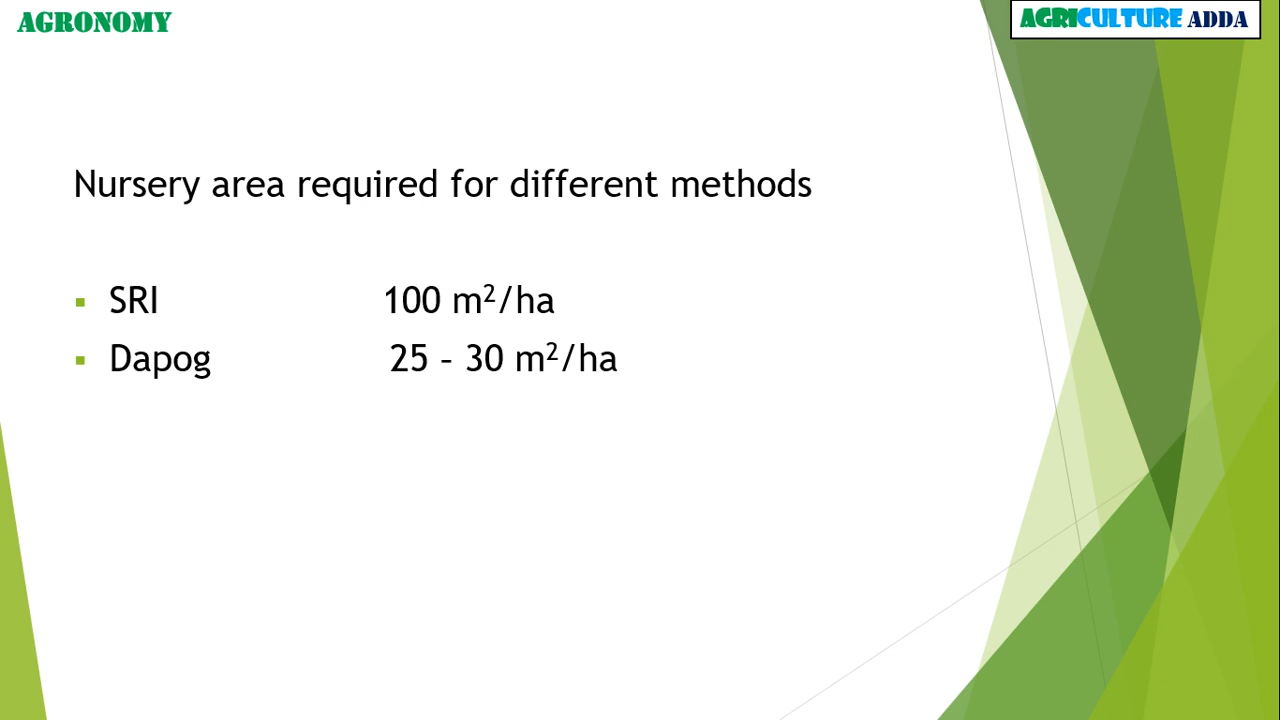 AGRONOMY
AGRICULTURE ADDA
Nursery area required for different methods
▪ SRI 100 m²/ha
▪ Dapog 25 – 30 m²/ha